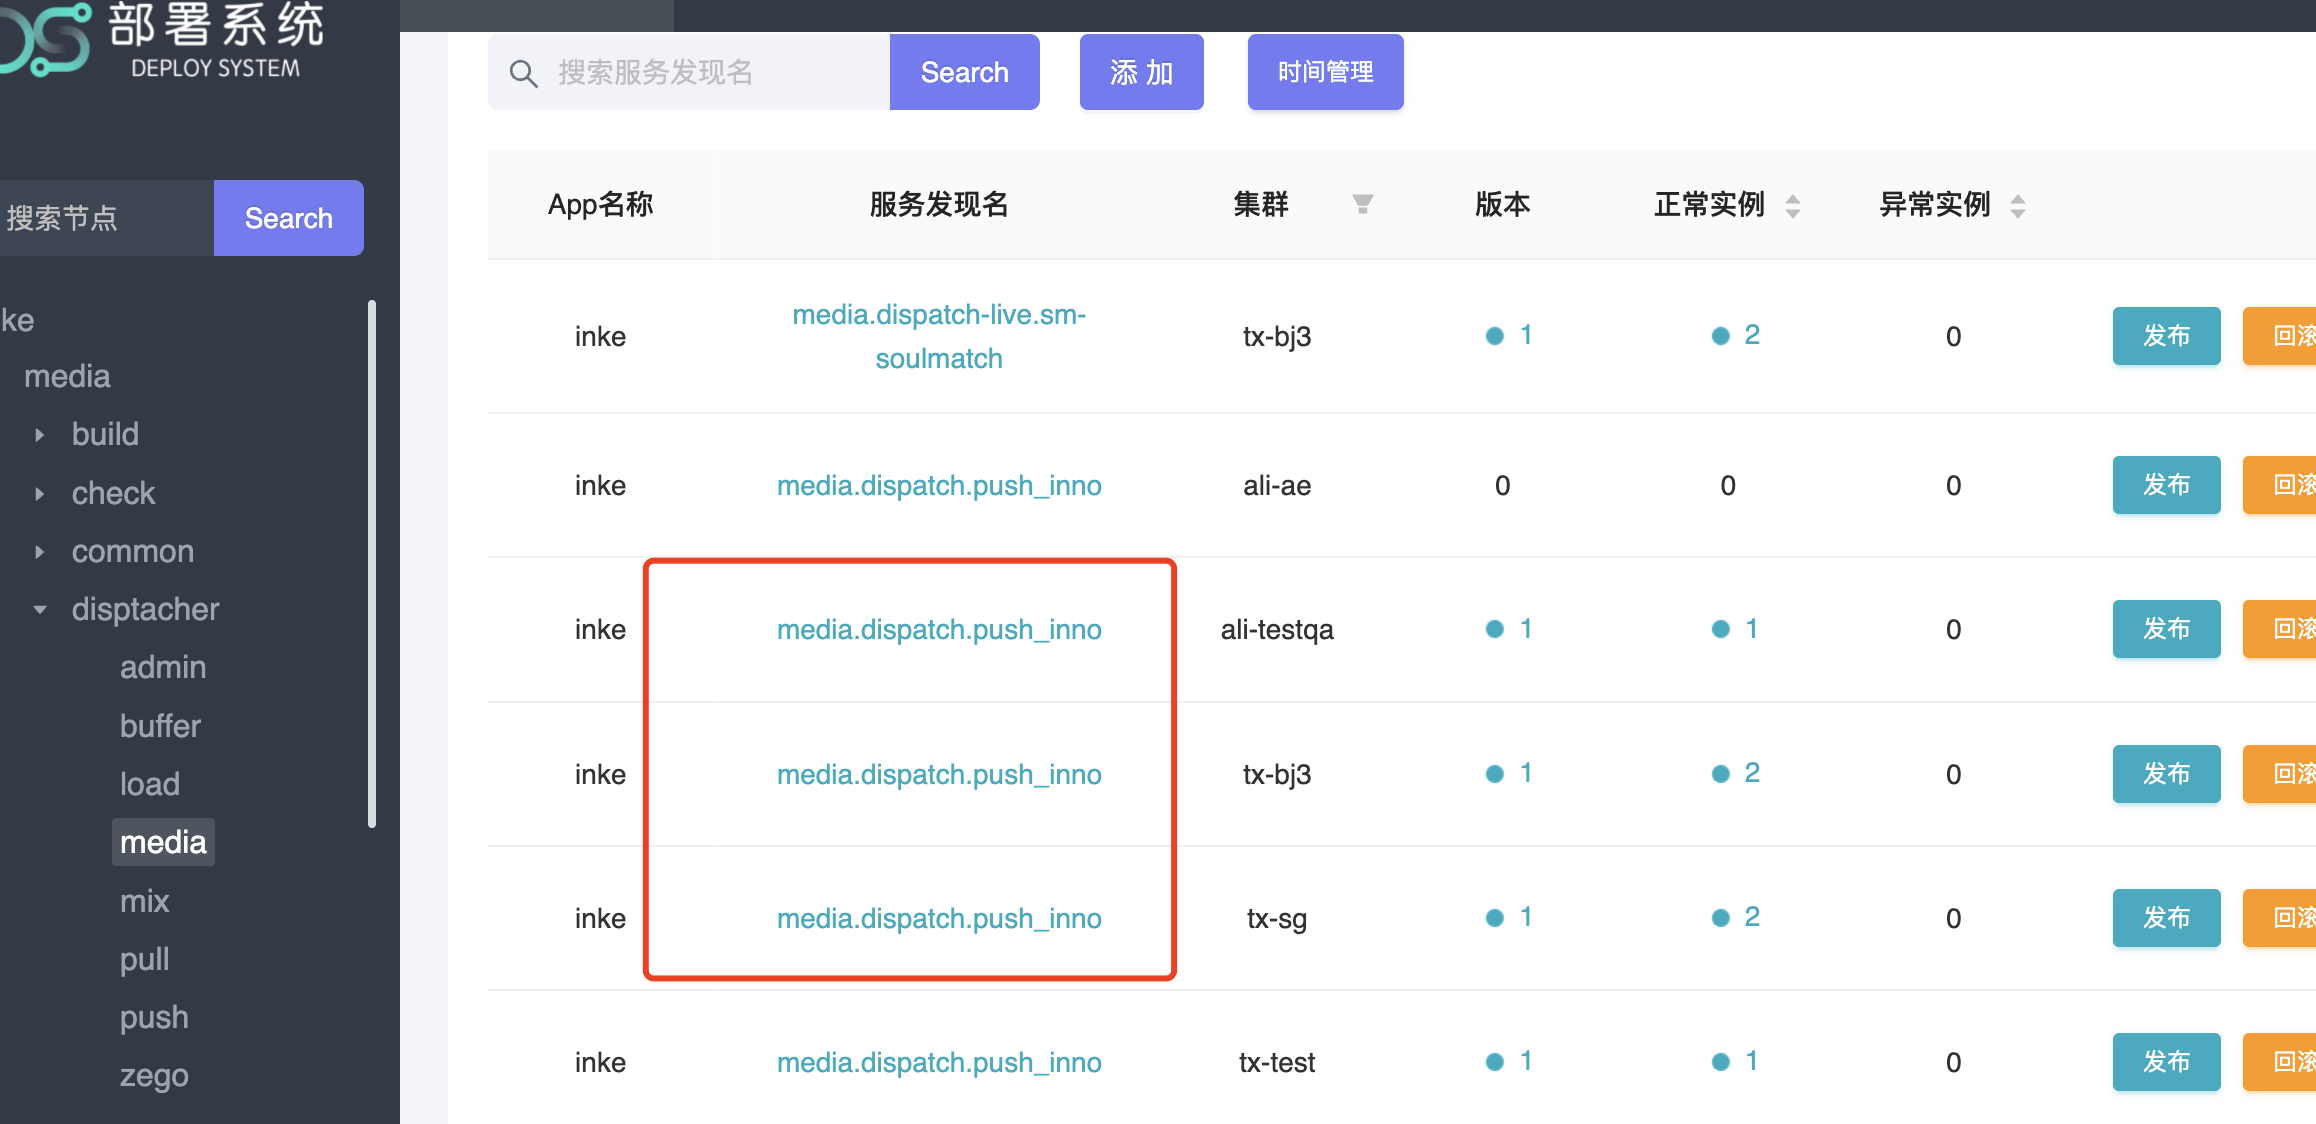 部署系统
DEPLOY SYSTEM
搜索节点
Search
ke
media
build
check
common
disptacher
admin
buffer
load
media
mix
pull
push
zego
搜索服务发现名
Search
添 加
时间管理
App名称 服务发现名 集群 版本 正常实例 异常实例
inke media.dispatch-live.sm-soulmatch tx-bj3 1 2 0 发布 回滚
inke media.dispatch.push_inno ali-ae 0 0 0 发布 回滚
inke media.dispatch.push_inno ali-testqa 1 1 0 发布 回滚
inke media.dispatch.push_inno tx-bj3 1 2 0 发布 回滚
inke media.dispatch.push_inno tx-sg 1 2 0 发布 回滚
inke media.dispatch.push_inno tx-test 1 1 0 发布 回滚